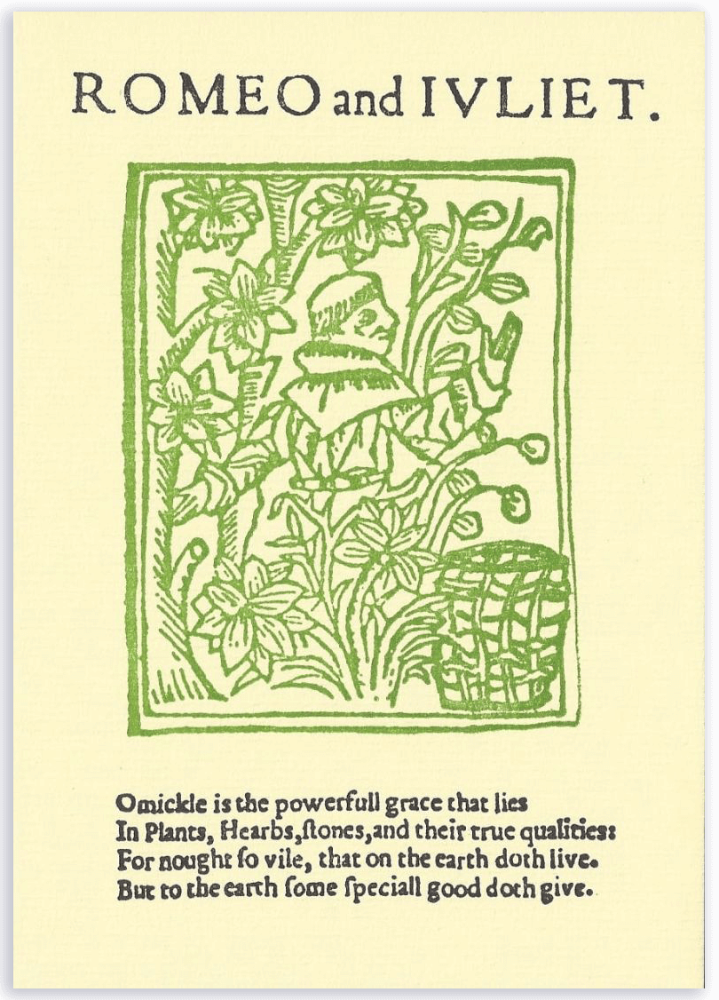 ROMEO and IVLIET.
Omickle is the powerfull grace that lies
In Plants, Hearbs,ſtones,and their true qualities:
For nought ſo vile, that on the earth doth live.
But to the earth ſome ſpeciall good doth give.